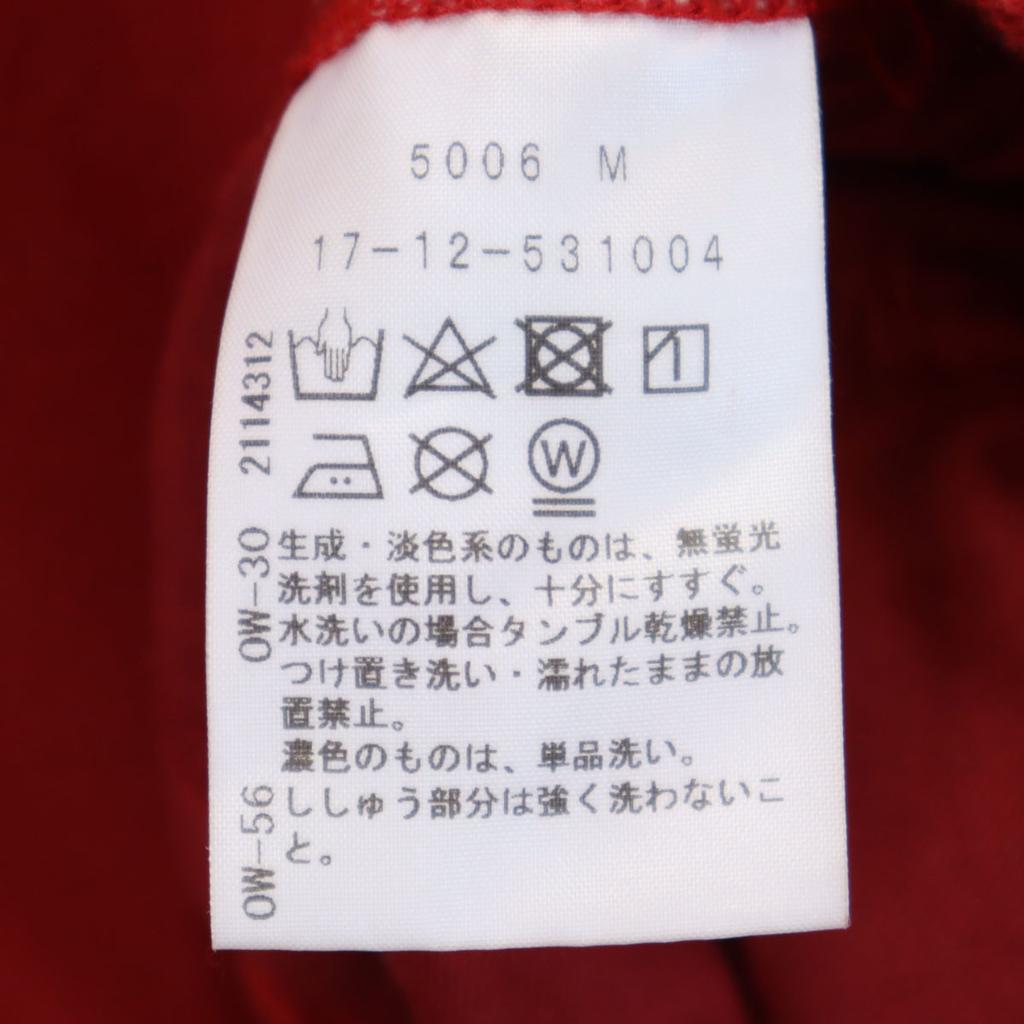 5006 M
17-12-531004
2114312
W
OW-30
生成・淡色系のものは、無蛍光
洗剤を使用し、十分にすすぐ。
水洗いの場合タンブル乾燥禁止。
つけ置き洗い・濡れたままの放
置禁止。
濃色のものは、単品洗い。
OW-56
ししゅう部分は強く洗わないこ
と。